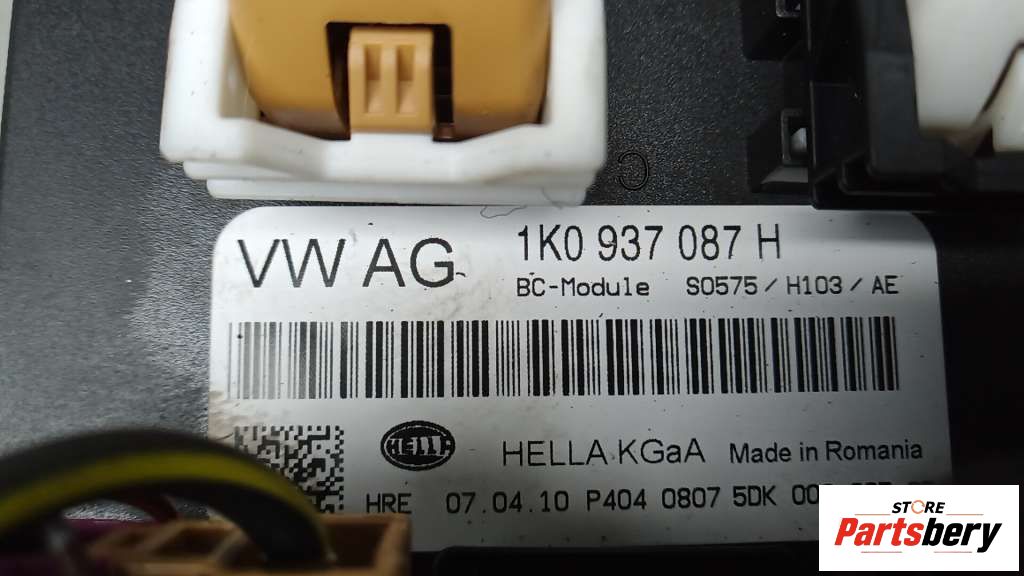 C
VW AG 1K0 937 087 H
BC-Module S0575/H103/AE
HELLA HELLA KGaA Made in Romania
HRE 07.04.10 P404 0807 5DK
STORE
Partsbery